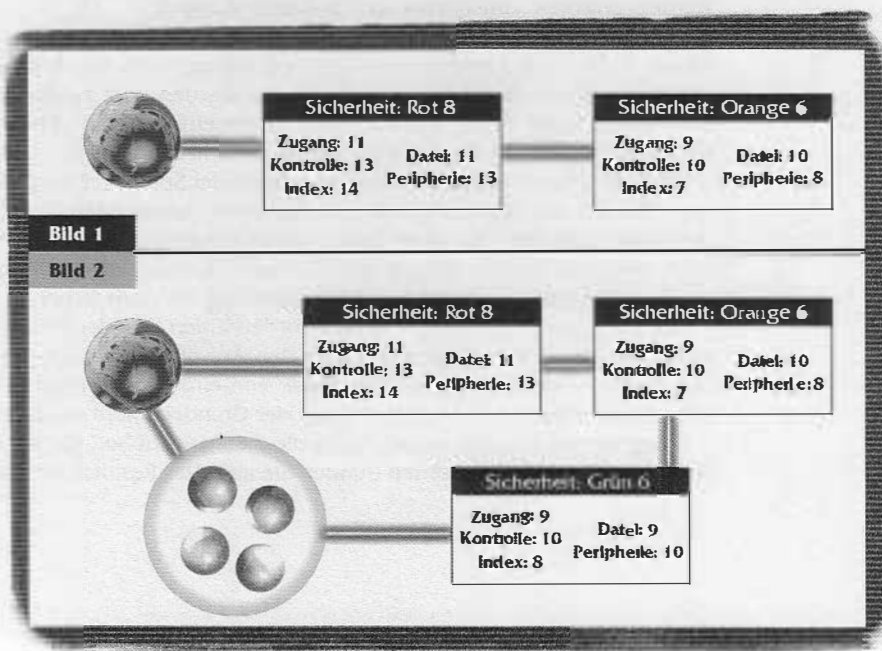 Sicherheit: Rot 8
Zugang: 11
Kontrolle: 13
Index: 14
Datei: 11
Peripherie: 13
Sicherheit: Orange 6
Zugang: 9
Kontrolle: 10
Index: 7
Datei: 10
Peripherie: 8
Bild 1
Bild 2
Sicherheit: Rot 8
Zugang: 11
Kontrolle: 13
Index: 14
Datei: 11
Peripherie: 13
Sicherheit: Orange 6
Zugang: 9
Kontrolle: 10
Index: 7
Datei: 10
Peripherie: 8
Sicherheit: Grün 6
Zugang: 9
Kontrolle: 10
Index: 8
Datei: 9
Peripherie: 10